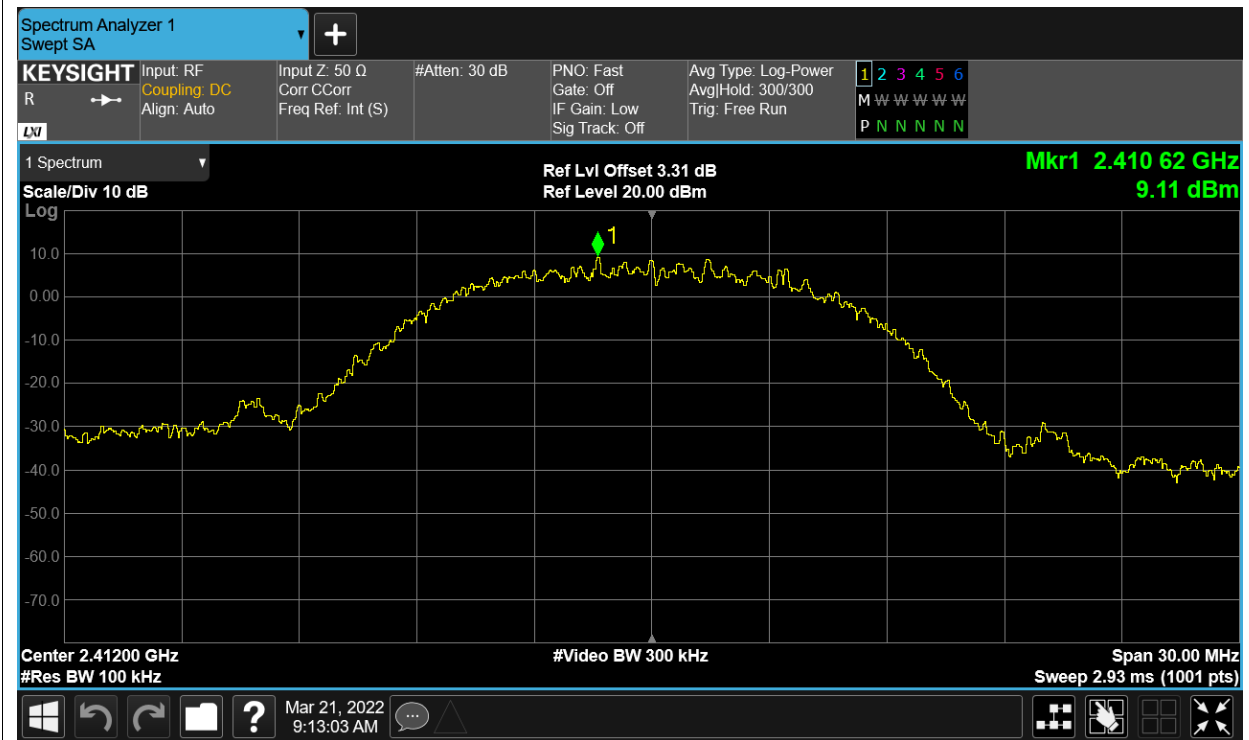 Spectrum Analyzer 1
Swept SA
+
KEYSIGHT
R
LXI
Input: RF
Coupling: DC
Align: Auto
Input Z: 50 Ω
Corr CCorr
Freq Ref: Int (S)
#Atten: 30 dB
PNO: Fast
Gate: Off
IF Gain: Low
Sig Track: Off
Avg Type: Log-Power
Avg|Hold: 300/300
Trig: Free Run
1 2 3 4 5 6
M W W W W W
P N N N N N
1 Spectrum
Scale/Div 10 dB
Ref Lvl Offset 3.31 dB
Ref Level 20.00 dBm
Mkr1 2.410 62 GHz
9.11 dBm
Log
1
10.0
0.00
-10.0
-20.0
-30.0
-40.0
-50.0
-60.0
-70.0
Center 2.41200 GHz
#Res BW 100 kHz
#Video BW 300 kHz
Span 30.00 MHz
Sweep 2.93 ms (1001 pts)
?
Mar 21, 2022
9:13:03 AM